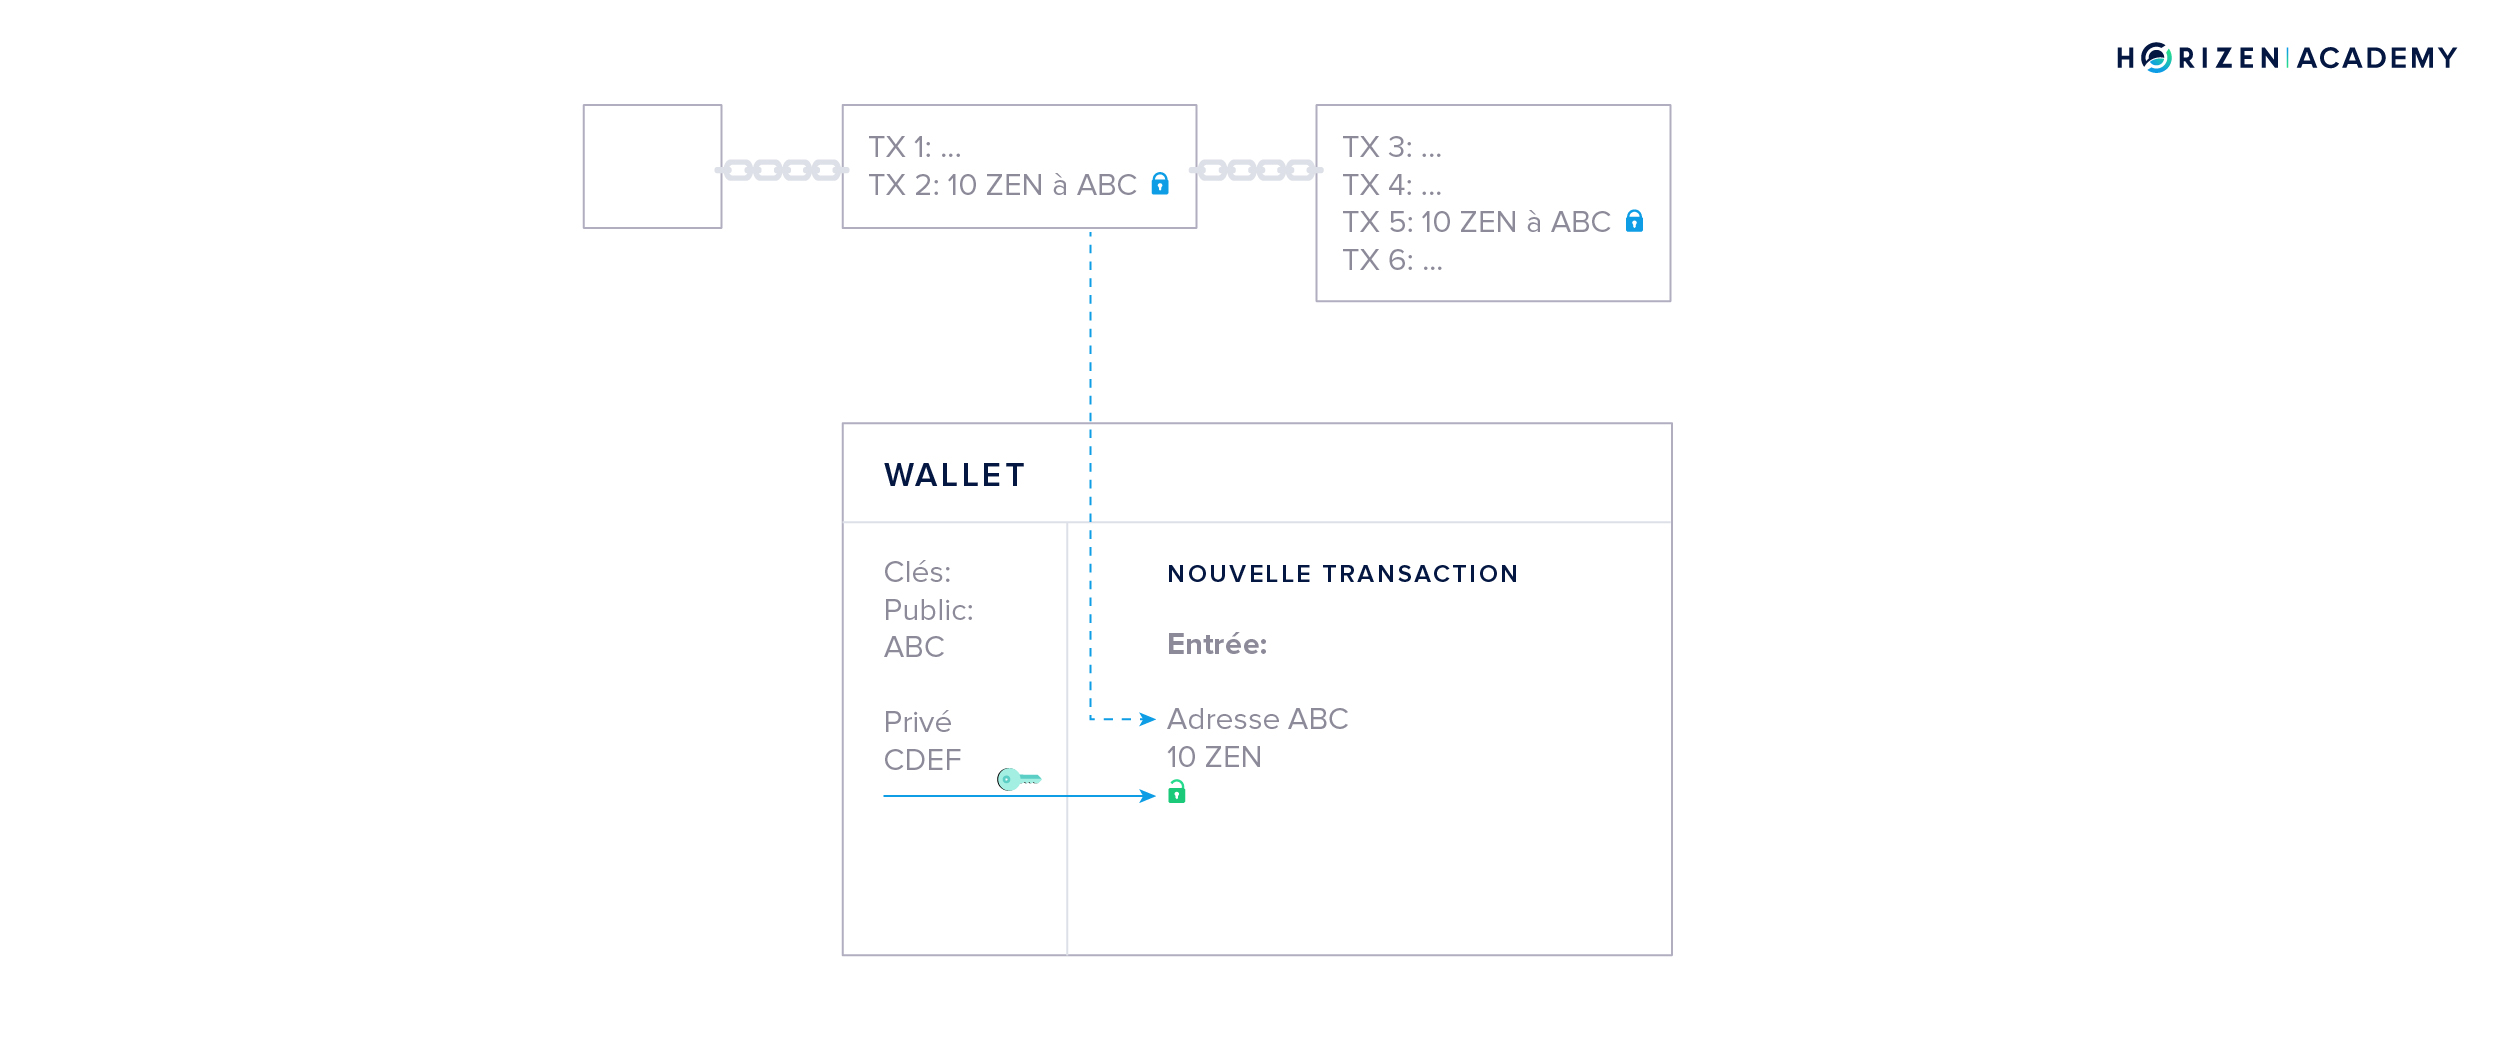 HORIZEN ACADEMY
TX 1: ...
TX 2: 10 ZEN à ABC
TX 3: ...
TX 4: ...
TX 5: 10 ZEN à ABC
TX 6: ...
WALLET
Clés:
Public:
ABC
Privé
CDEF
NOUVELLE TRANSACTION
Entrée:
Adresse ABC
10 ZEN